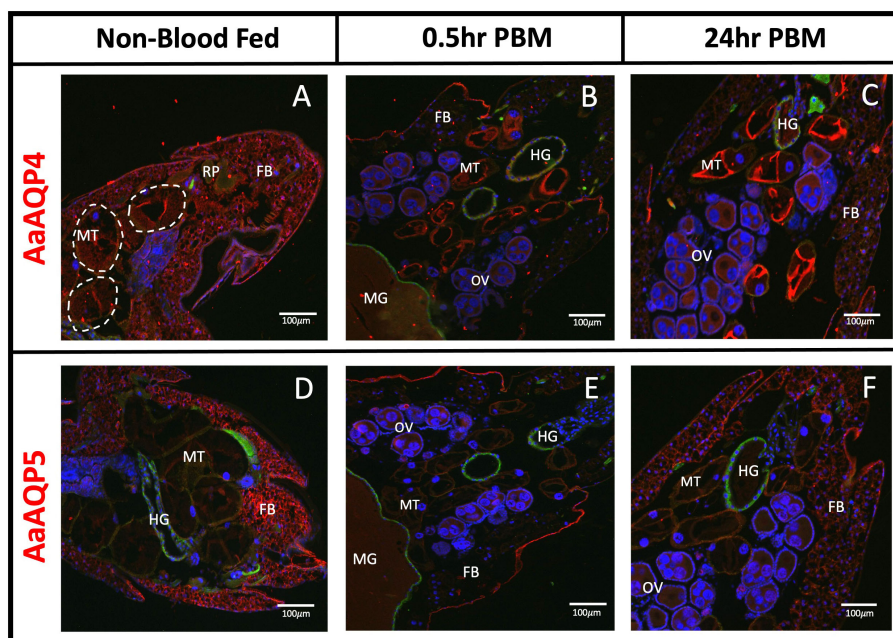 Non-Blood Fed
0.5hr PBM
24hr PBM
AaAQP4
A
RP
FB
MT
100µm
B
FB
MT
HG
OV
MG
100µm
C
HG
MT
FB
OV
100µm
AaAQP5
D
MT
HG
FB
100µm
E
OV
HG
MT
MG
FB
100µm
F
HG
MT
FB
OV
100µm